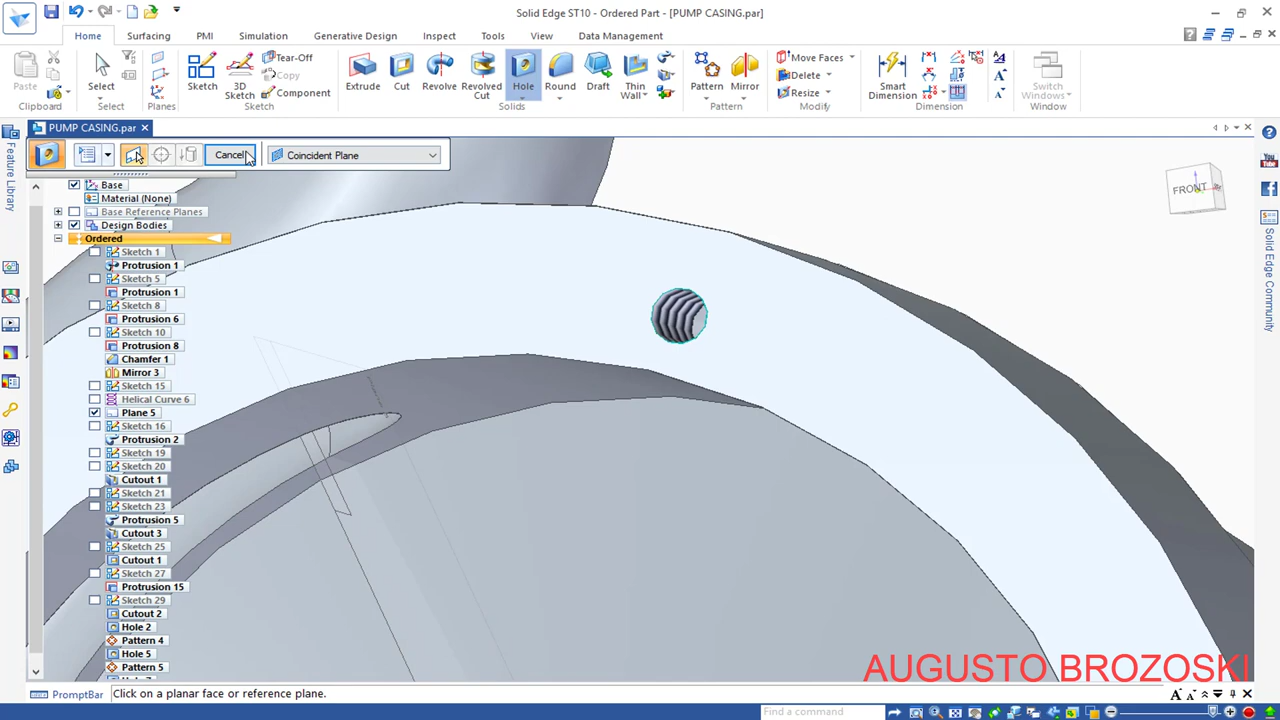 Solid Edge ST10 - Ordered Part - [PUMP CASING.par]
Home Surfacing PMI Simulation Generative Design Inspect Tools View Data Management
Paste
Clipboard
Select
Select
Planes
Sketch
3D Sketch
Tear-Off
Copy
Component
Sketch
Extrude
Cut
Revolve
Revolved Cut
Hole
Round
Draft
Thin Wall
Solids
Pattern
Mirror
Pattern
Move Faces
Delete
Resize
Modify
Smart Dimension
Dimension
Switch Windows
Window
PUMP CASING.par
Cancel
Coincident Plane
Part Library
Base
Material (None)
Base Reference Planes
Design Bodies
Ordered
Sketch 1
Protrusion 1
Sketch 5
Protrusion 1
Sketch 8
Protrusion 6
Sketch 10
Protrusion 8
Chamfer 1
Mirror 3
Sketch 15
Helical Curve 6
Plane 5
Sketch 16
Protrusion 2
Sketch 19
Sketch 20
Cutout 1
Sketch 21
Sketch 23
Protrusion 5
Cutout 3
Sketch 25
Cutout 1
Sketch 27
Protrusion 15
Sketch 29
Cutout 2
Hole 2
Pattern 4
Hole 5
Pattern 5
FRONT
YouTube
Solid Edge Community
AUGUSTO BROZOSKI
PromptBar
Click on a planar face or reference plane.
Find a command